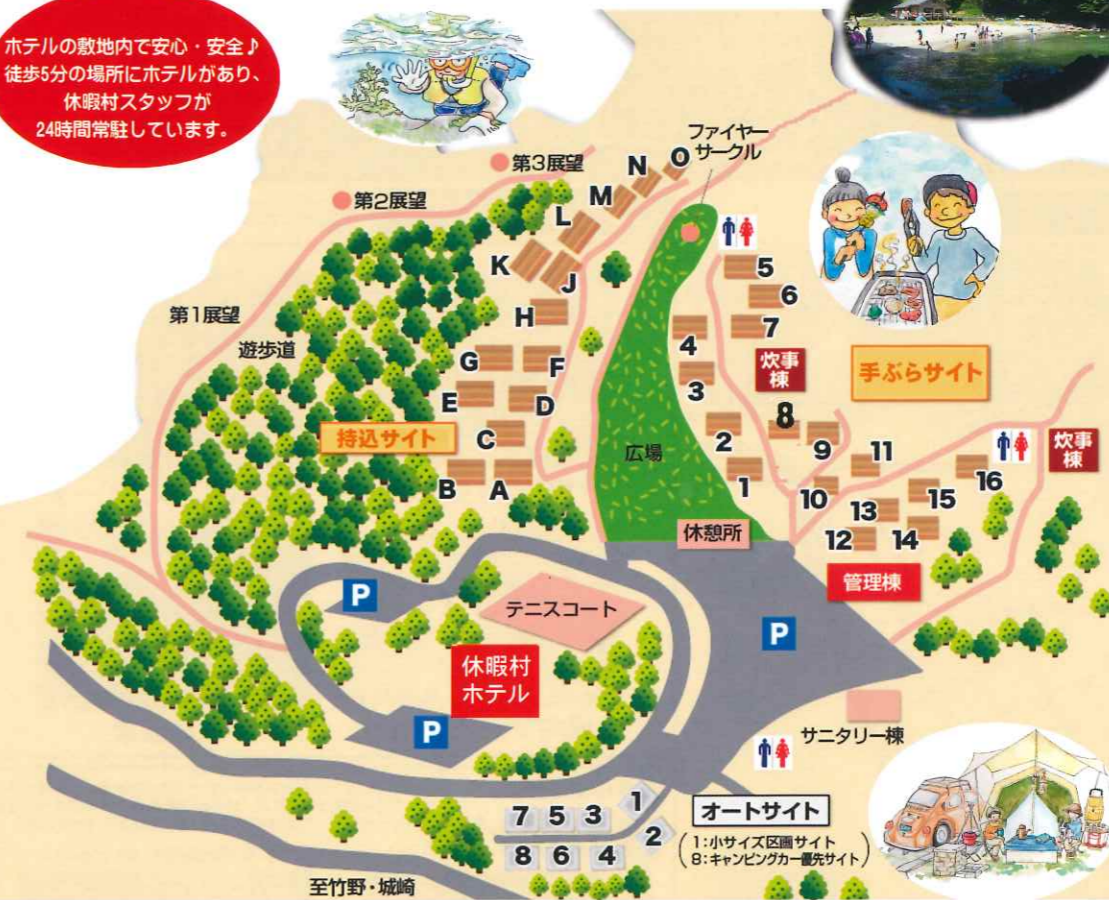 ホテルの敷地内で安心・安全♪
徒歩5分の場所にホテルがあり、
休暇村スタッフが
24時間常駐しています。
ファイヤー
サークル
第3展望
第2展望
第1展望
遊歩道
O
N
M
L
K
J
H
G
F
E
D
C
B
A
持込サイト
5
6
7
4
3
2
1
炊事
棟
手ぶらサイト
8
9
11
10
16
15
13
12
14
炊事
棟
広場
休憩所
管理棟
P
テニスコート
P
休暇村
ホテル
P
サニタリー棟
7 5 3 1
8 6 4 2
オートサイト
(1:小サイズ区画サイト
8:キャンピングカー優先サイト)
至竹野・城崎